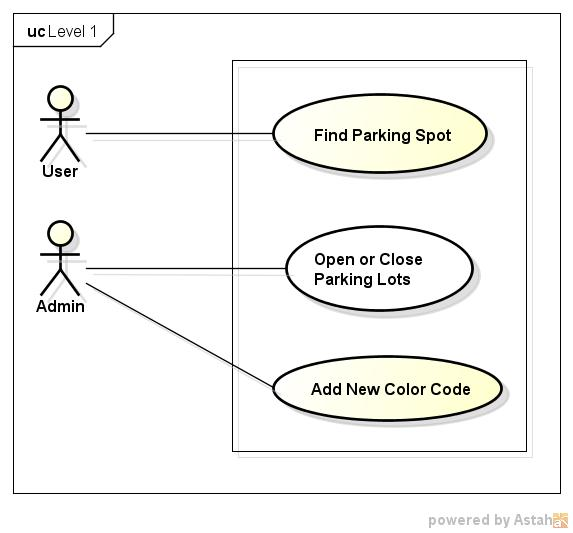 uc Level 1
User
Find Parking Spot
Admin
Open or Close
Parking Lots
Add New Color Code
powered by Astah